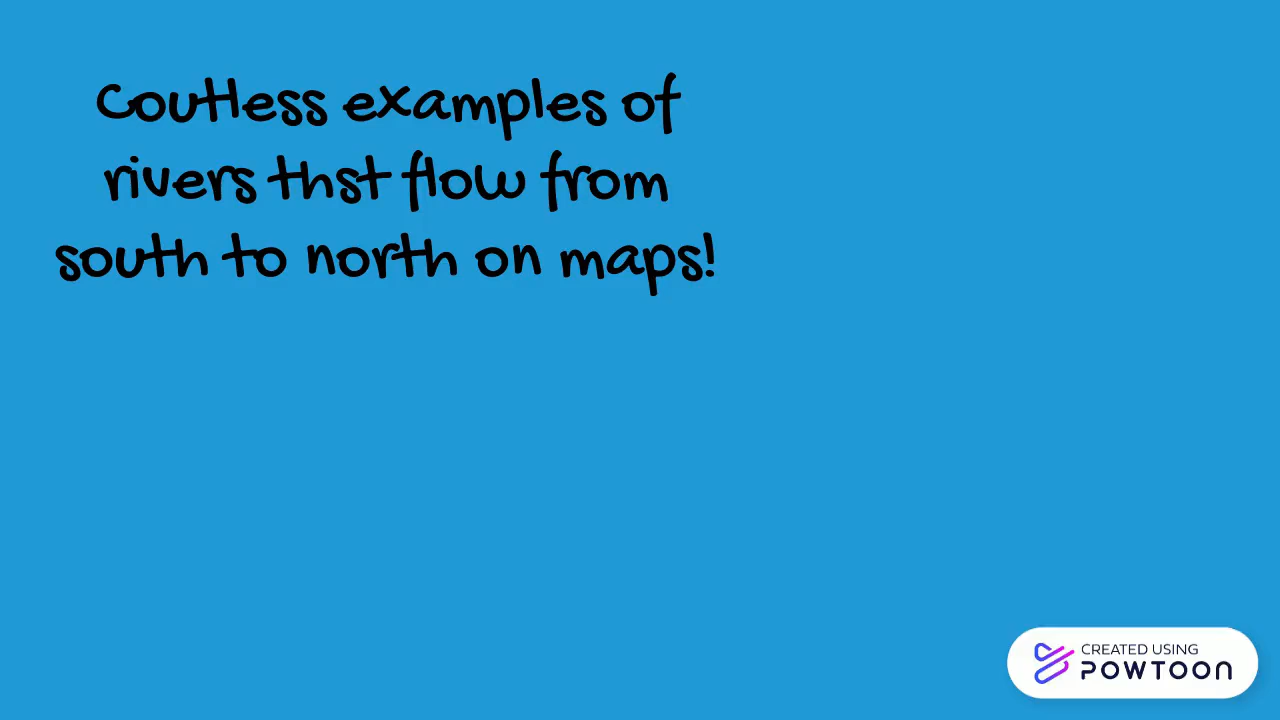 Coutless examples of
rivers thst flow from
south to north on maps!
CREATED USING
POWTOON